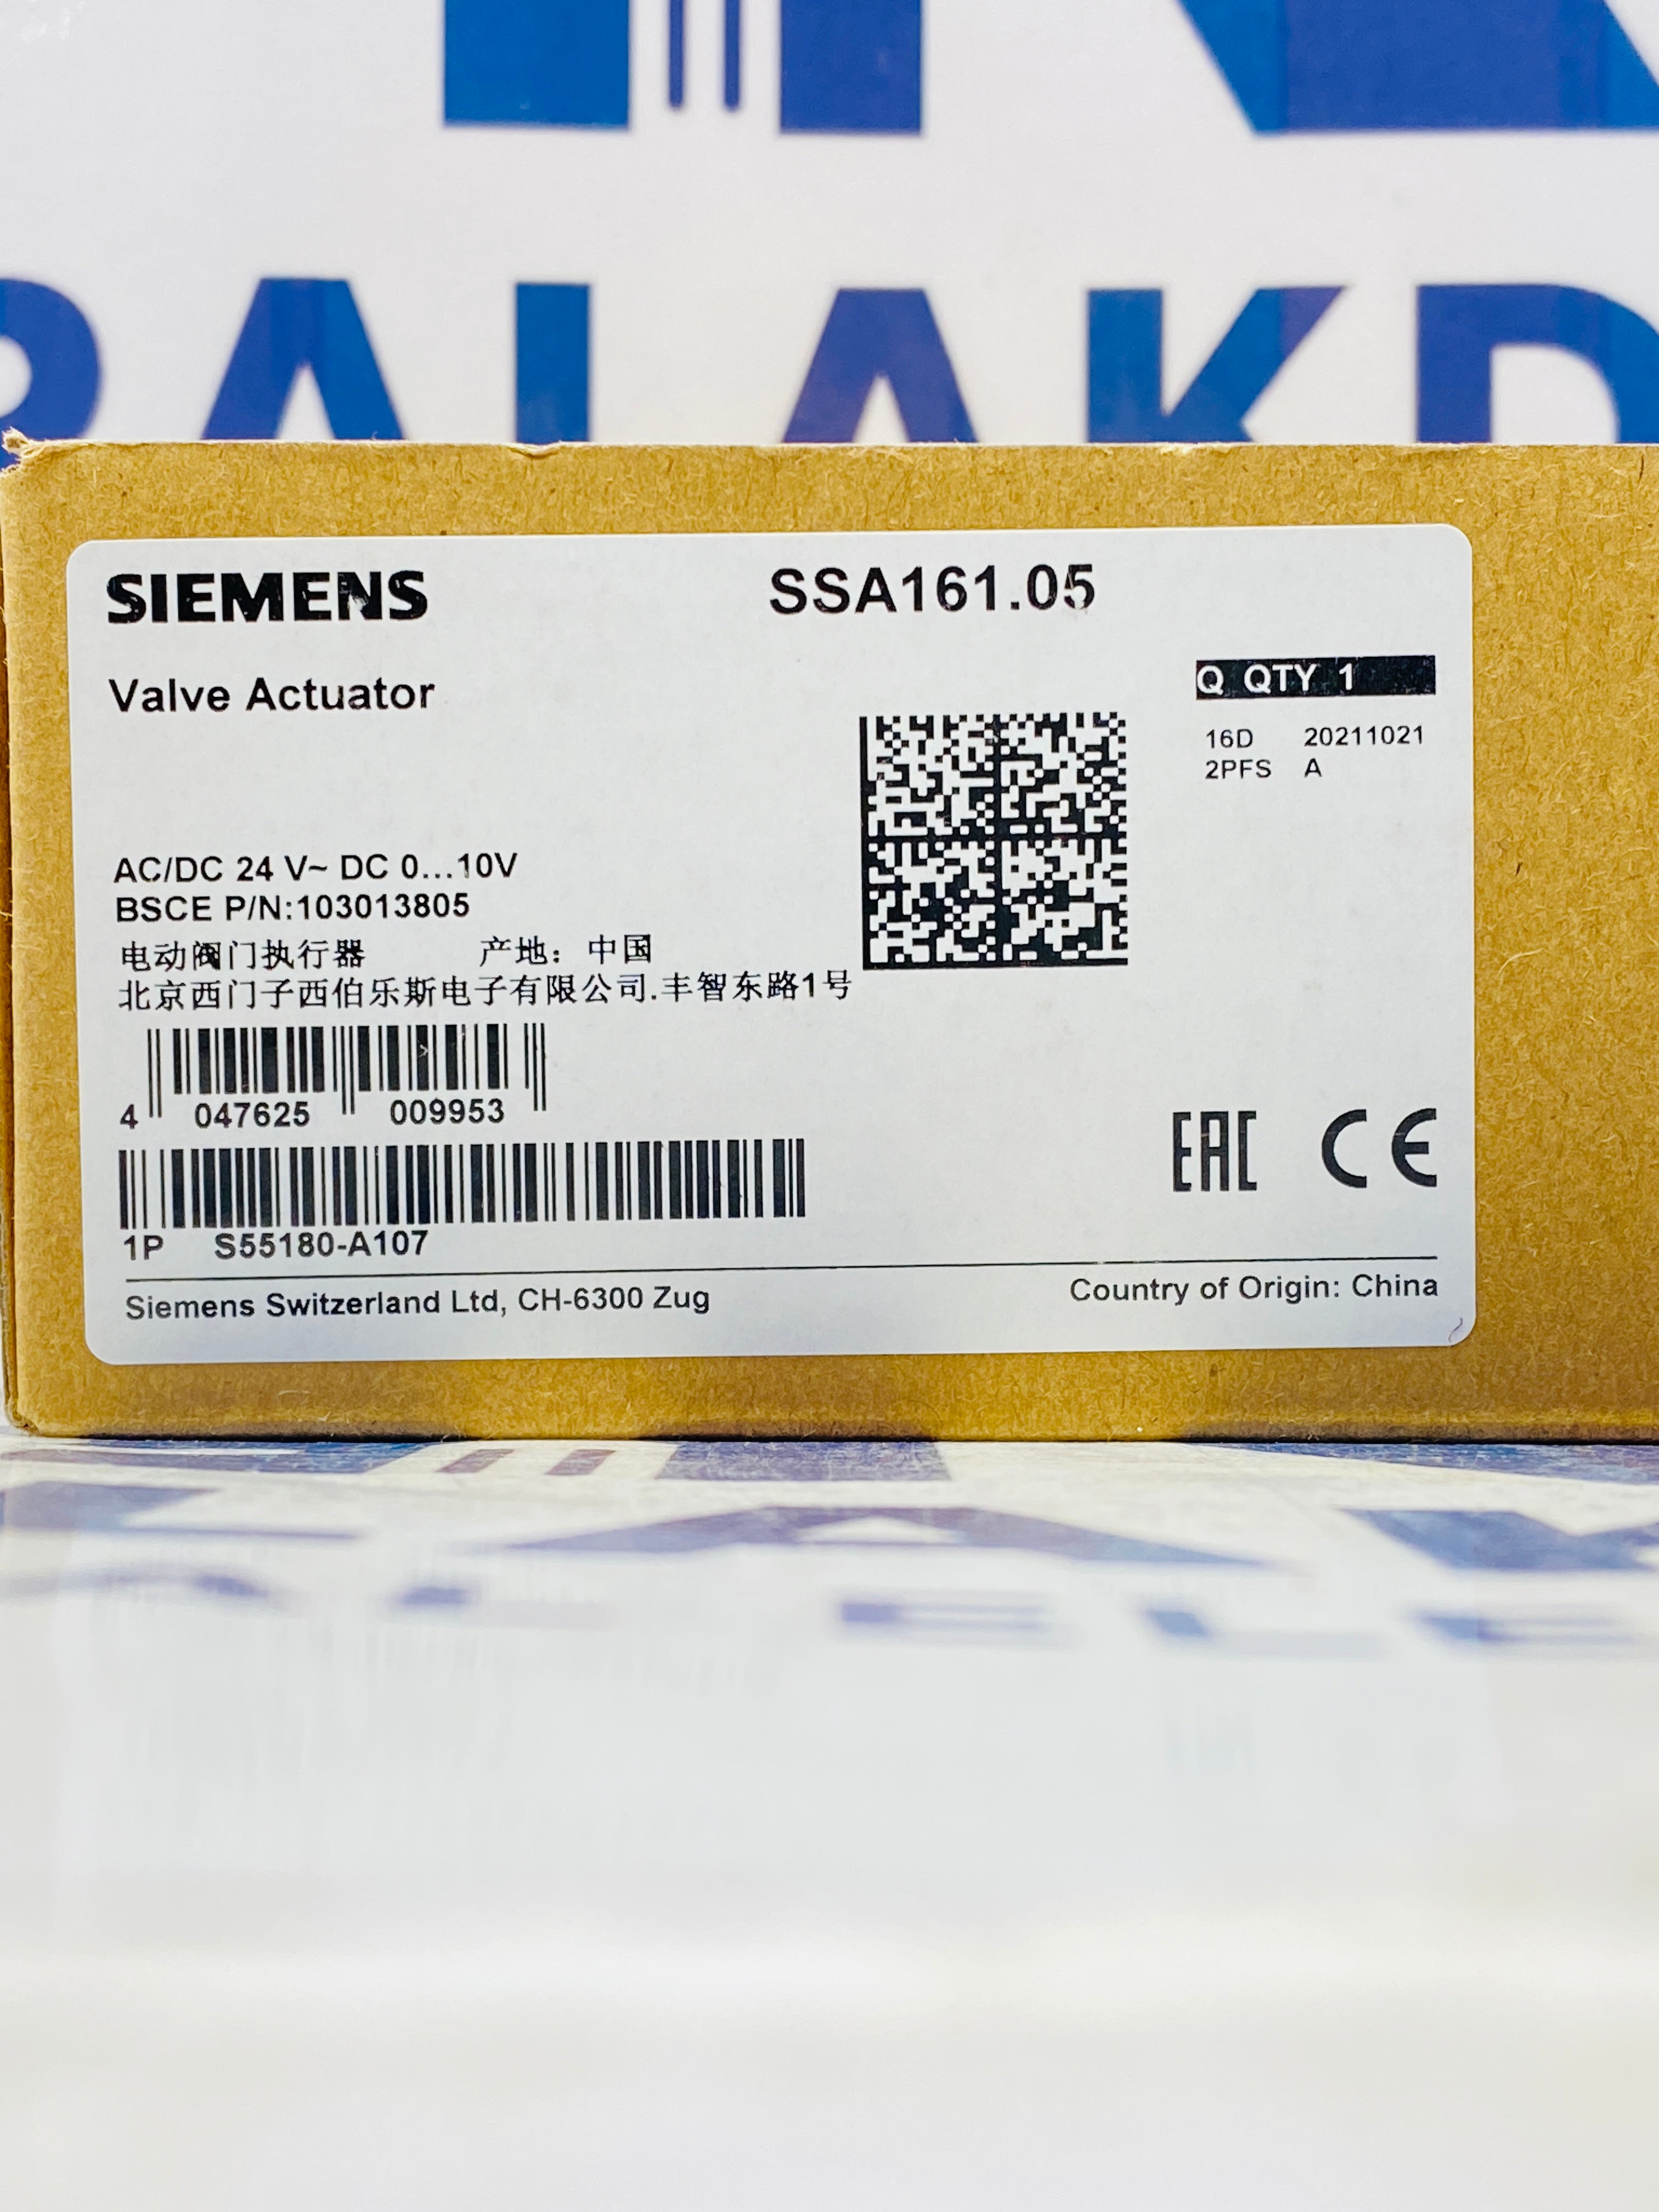 SIEMENS
SSA161.05
Valve Actuator
Q QTY 1
16D 20211021
2PFS A
AC/DC 24 V~ DC 0...10V
BSCE P/N:103013805
电动阀门执行器 产地：中国
北京西门子西伯乐斯电子有限公司.丰智东路1号
4 047625 009953
1P S55180-A107
EAC CE
Siemens Switzerland Ltd, CH-6300 Zug
Country of Origin: China